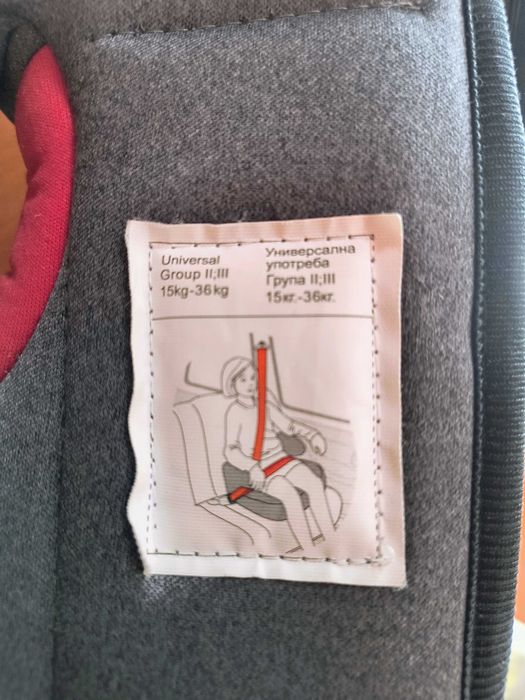 Universal
Group II;III
15kg-36kg
Универсална
употреба
Група II;III
15кг.-36кг.